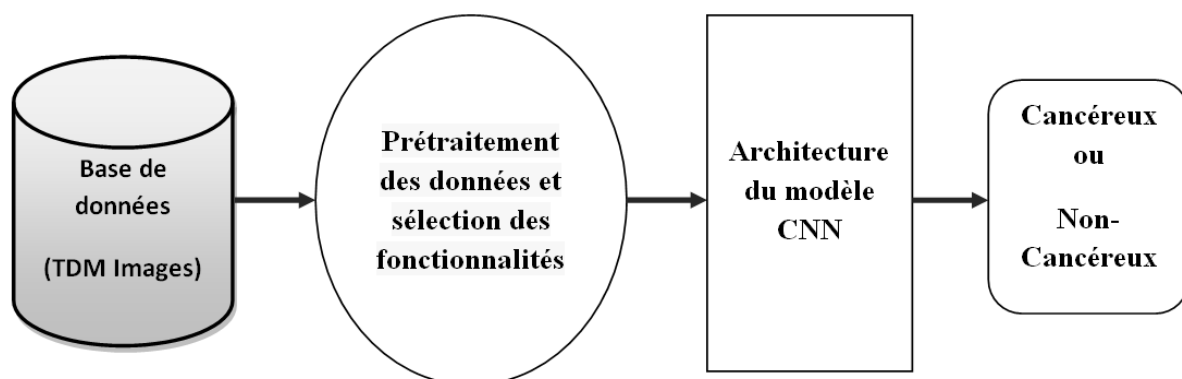 Base de
données
(TDM Images)
Prétraitement
des données et
sélection des
fonctionnalités
Architecture
du modèle
CNN
Cancéreux
ou
Non-
Cancéreux